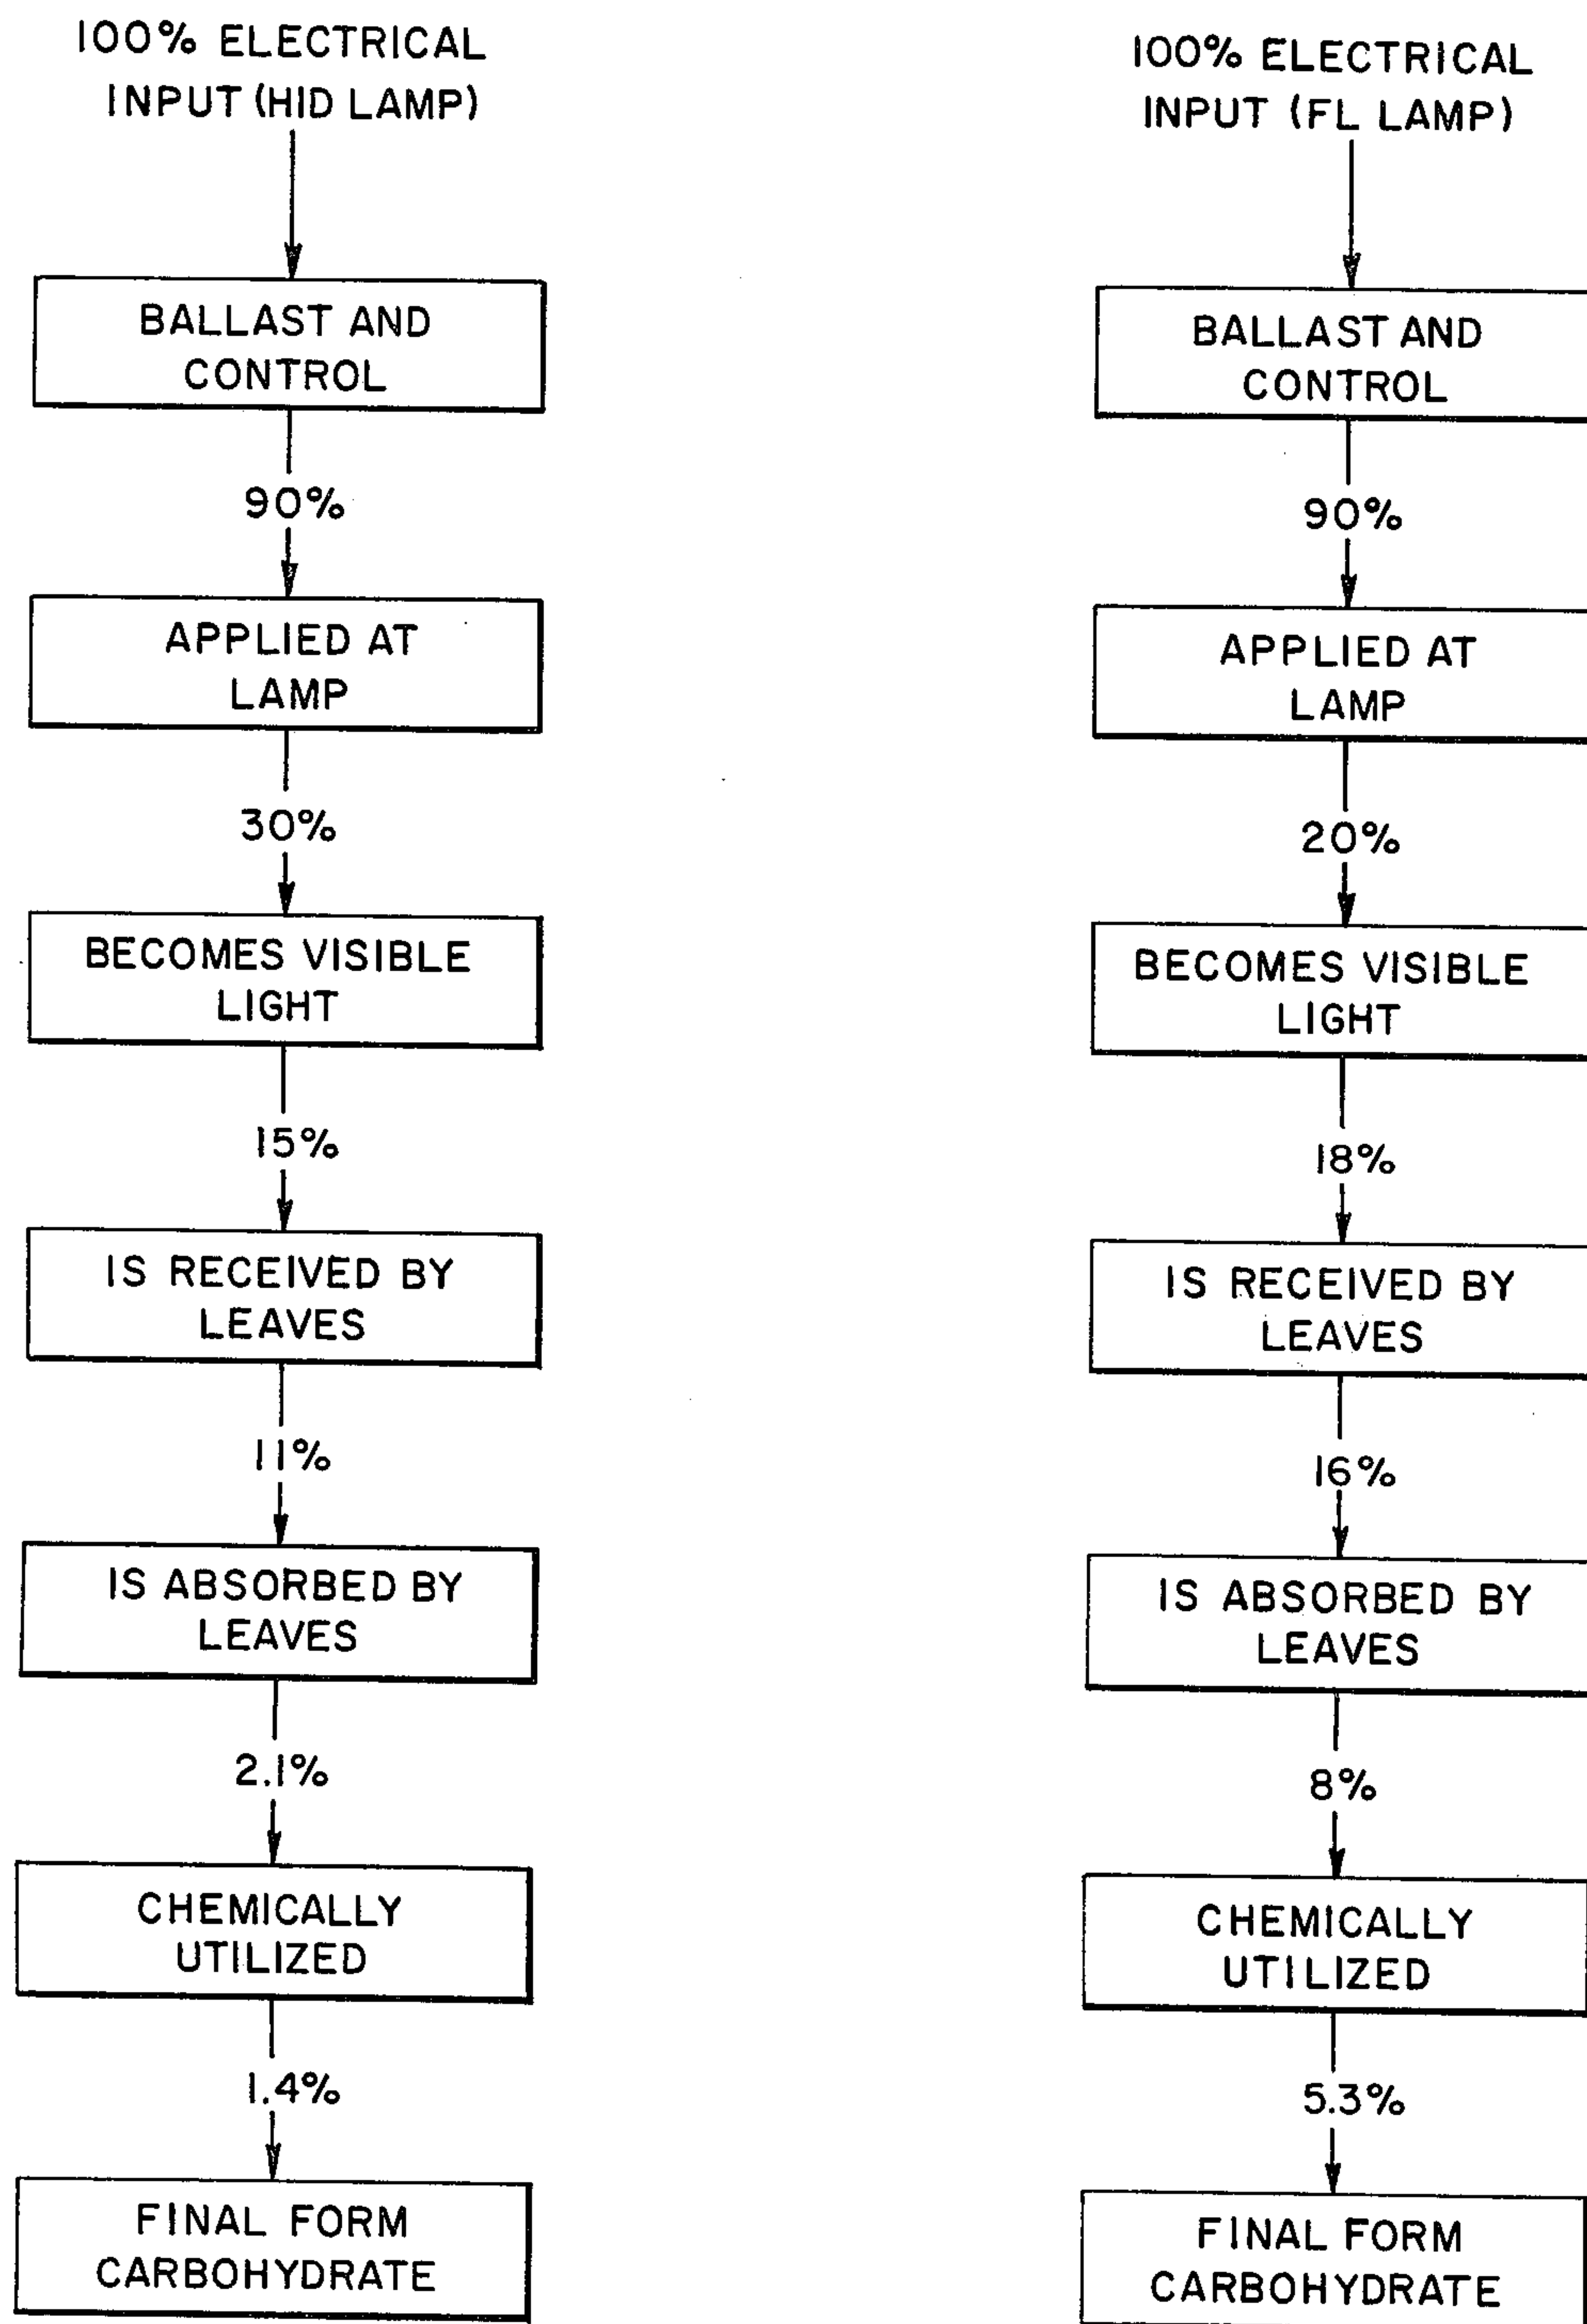 100% ELECTRICAL
INPUT (HID LAMP)
BALLAST AND
CONTROL
90%
APPLIED AT
LAMP
30%
BECOMES VISIBLE
LIGHT
15%
IS RECEIVED BY
LEAVES
11%
IS ABSORBED BY
LEAVES
2.1%
CHEMICALLY
UTILIZED
1.4%
FINAL FORM
CARBOHYDRATE
100% ELECTRICAL
INPUT (FL LAMP)
BALLAST AND
CONTROL
90%
APPLIED AT
LAMP
20%
BECOMES VISIBLE
LIGHT
18%
IS RECEIVED BY
LEAVES
16%
IS ABSORBED BY
LEAVES
8%
CHEMICALLY
UTILIZED
5.3%
FINAL FORM
CARBOHYDRATE